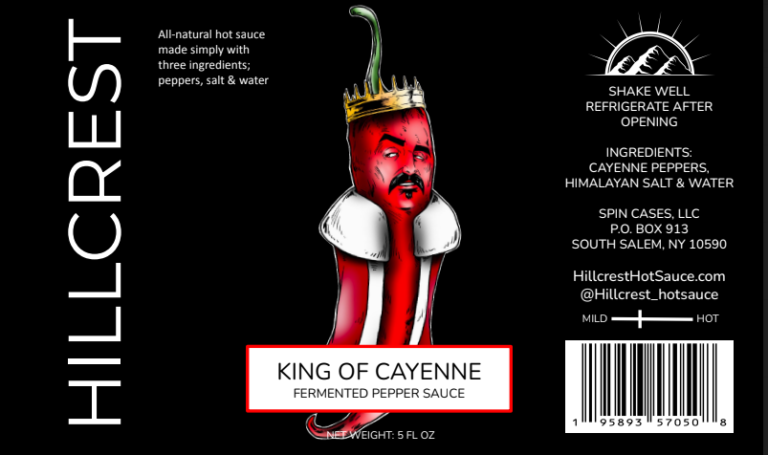 HILLCREST
All-natural hot sauce
made simply with
three ingredients;
peppers, salt & water
KING OF CAYENNE
FERMENTED PEPPER SAUCE
NET WEIGHT: 5 FL OZ
SHAKE WELL
REFRIGERATE AFTER
OPENING
INGREDIENTS:
CAYENNE PEPPERS,
HIMALAYAN SALT & WATER
SPIN CASES, LLC
P.O. BOX 913
SOUTH SALEM, NY 10590
HillcrestHotSauce.com
@Hillcrest_hotsauce
MILD HOT
1 95893 57050 8